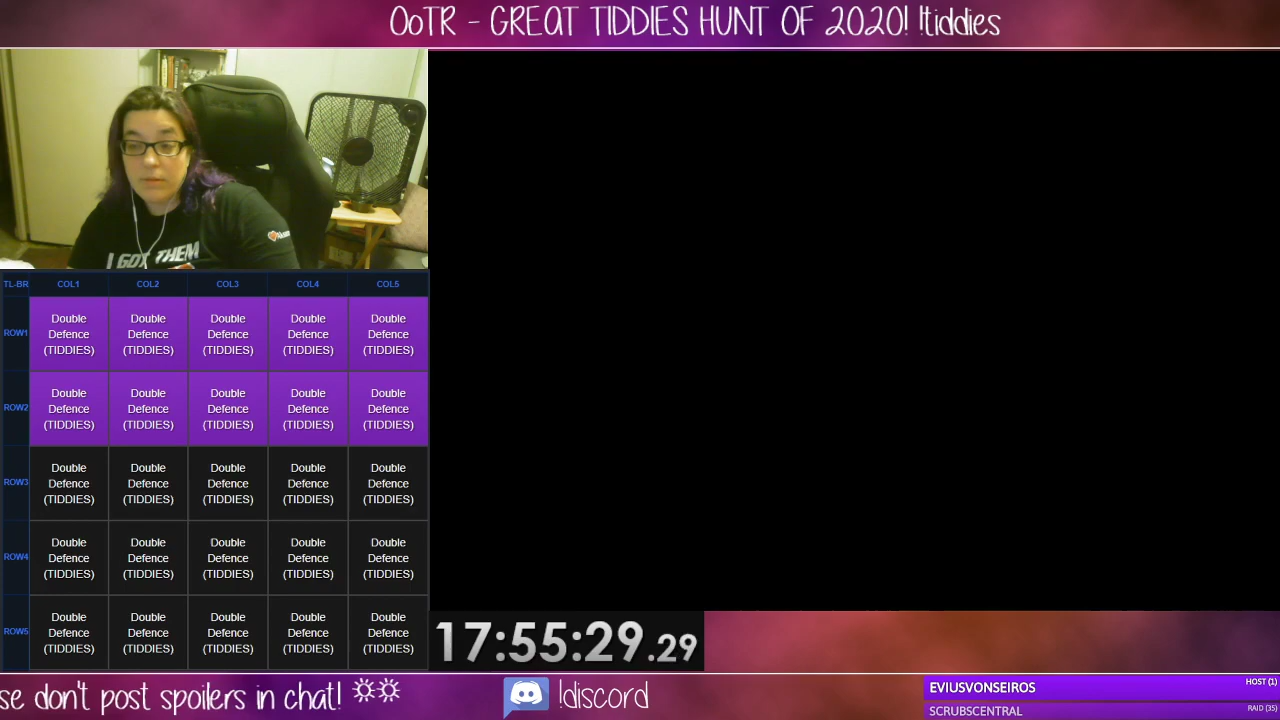 OoTR - GREAT TIDDIES HUNT OF 2020! !tiddies
I GOT THEM
TL-BR COL1 COL2 COL3 COL4 COL5
ROW1
Double Double Double Double Double
Defence Defence Defence Defence Defence
(TIDDIES) (TIDDIES) (TIDDIES) (TIDDIES) (TIDDIES)
ROW2
Double Double Double Double Double
Defence Defence Defence Defence Defence
(TIDDIES) (TIDDIES) (TIDDIES) (TIDDIES) (TIDDIES)
ROW3
Double Double Double Double Double
Defence Defence Defence Defence Defence
(TIDDIES) (TIDDIES) (TIDDIES) (TIDDIES) (TIDDIES)
ROW4
Double Double Double Double Double
Defence Defence Defence Defence Defence
(TIDDIES) (TIDDIES) (TIDDIES) (TIDDIES) (TIDDIES)
ROW5
Double Double Double Double Double
Defence Defence Defence Defence Defence
(TIDDIES) (TIDDIES) (TIDDIES) (TIDDIES) (TIDDIES)
17:55:29.29
se don't post spoilers in chat!
!discord
EVIUSVONSEIROS HOST (1)
SCRUBSCENTRAL RAID (35)